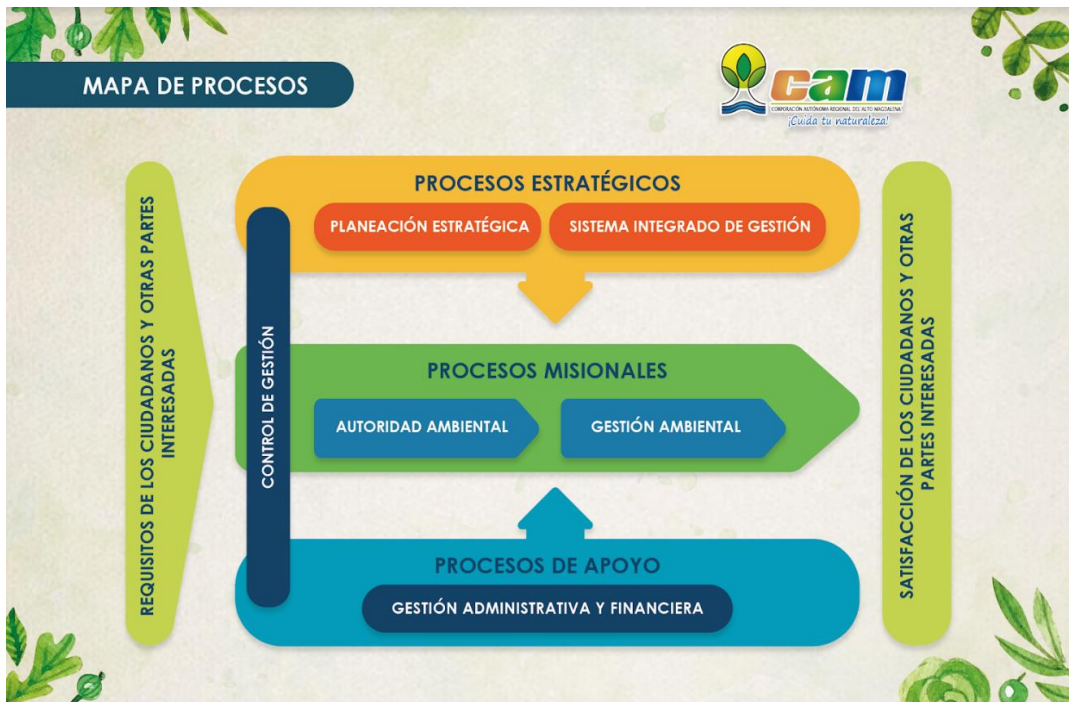 MAPA DE PROCESOS
cam
CORPORACIÓN AUTÓNOMA REGIONAL DEL ALTO MAGDALENA
¡Cuida tu naturaleza!
REQUISITOS DE LOS CIUDADANOS Y OTRAS PARTES
INTERESADAS
CONTROL DE GESTIÓN
PROCESOS ESTRATÉGICOS
PLANEACIÓN ESTRATÉGICA
SISTEMA INTEGRADO DE GESTIÓN
PROCESOS MISIONALES
AUTORIDAD AMBIENTAL
GESTIÓN AMBIENTAL
PROCESOS DE APOYO
GESTIÓN ADMINISTRATIVA Y FINANCIERA
SATISFACCIÓN DE LOS CIUDADANOS Y OTRAS
PARTES INTERESADAS